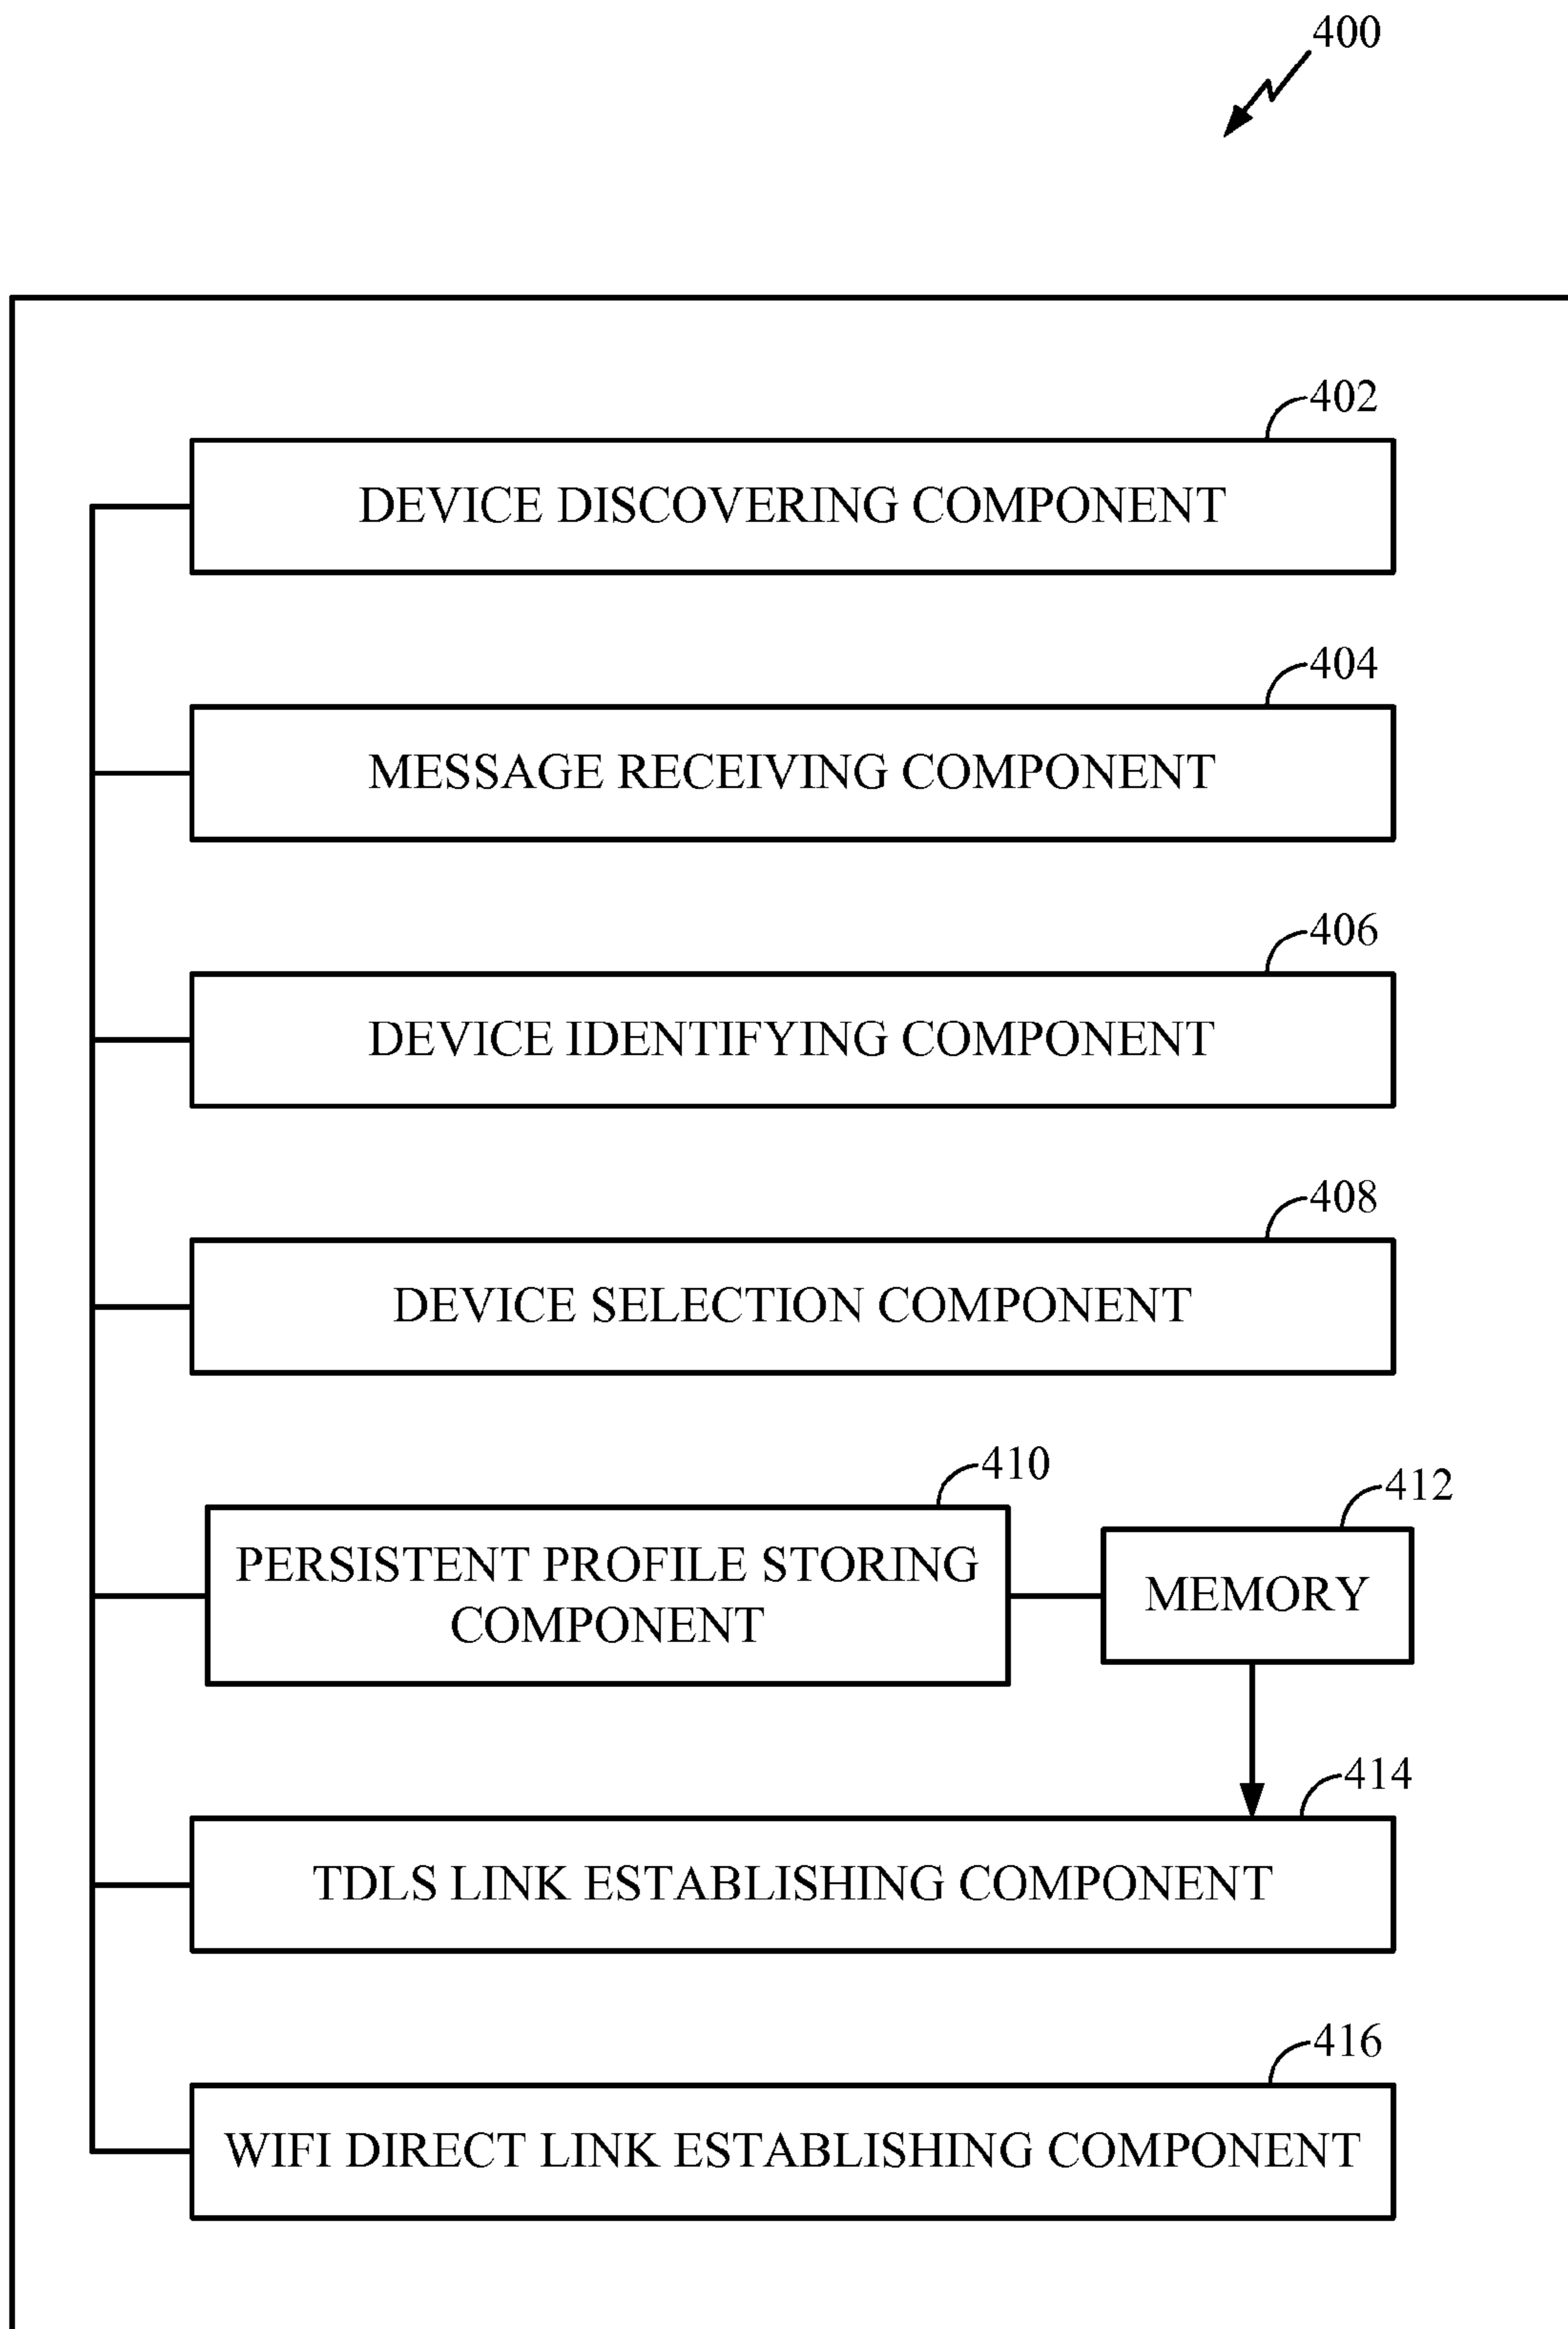 400
402
DEVICE DISCOVERING COMPONENT
404
MESSAGE RECEIVING COMPONENT
406
DEVICE IDENTIFYING COMPONENT
408
DEVICE SELECTION COMPONENT
410
412
PERSISTENT PROFILE STORING
COMPONENT
MEMORY
414
TDLS LINK ESTABLISHING COMPONENT
416
WIFI DIRECT LINK ESTABLISHING COMPONENT